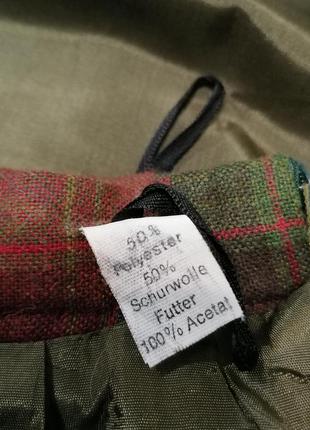 50%
Polyester
50%
Schurwolle
Futter
100% Acetat